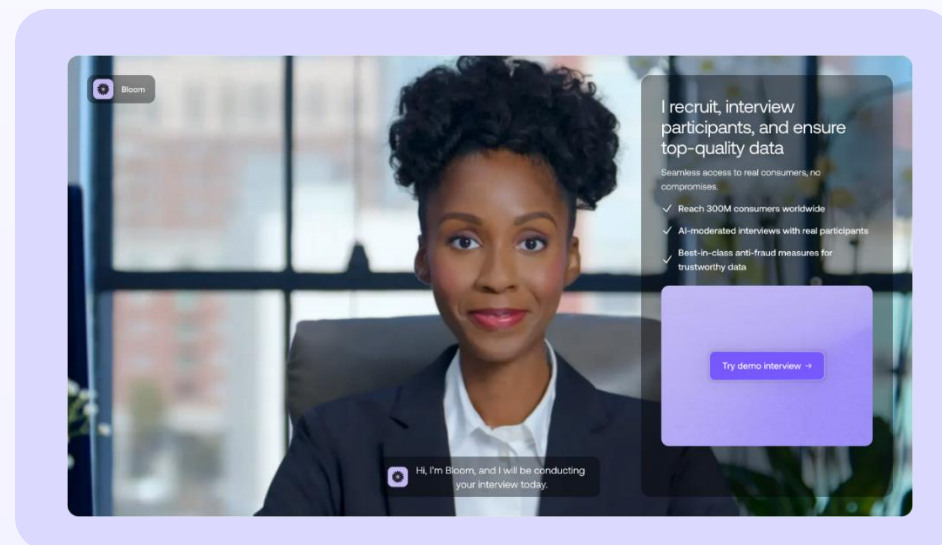 Bloom
I recruit, interview
participants, and ensure
top-quality data
Seamless access to real consumers, no
compromises.
Reach 300M consumers worldwide
AI-moderated interviews with real participants
Best-in-class anti-fraud measures for
trustworthy data
Try demo interview →
Hi, I'm Bloom, and I will be conducting
your interview today.